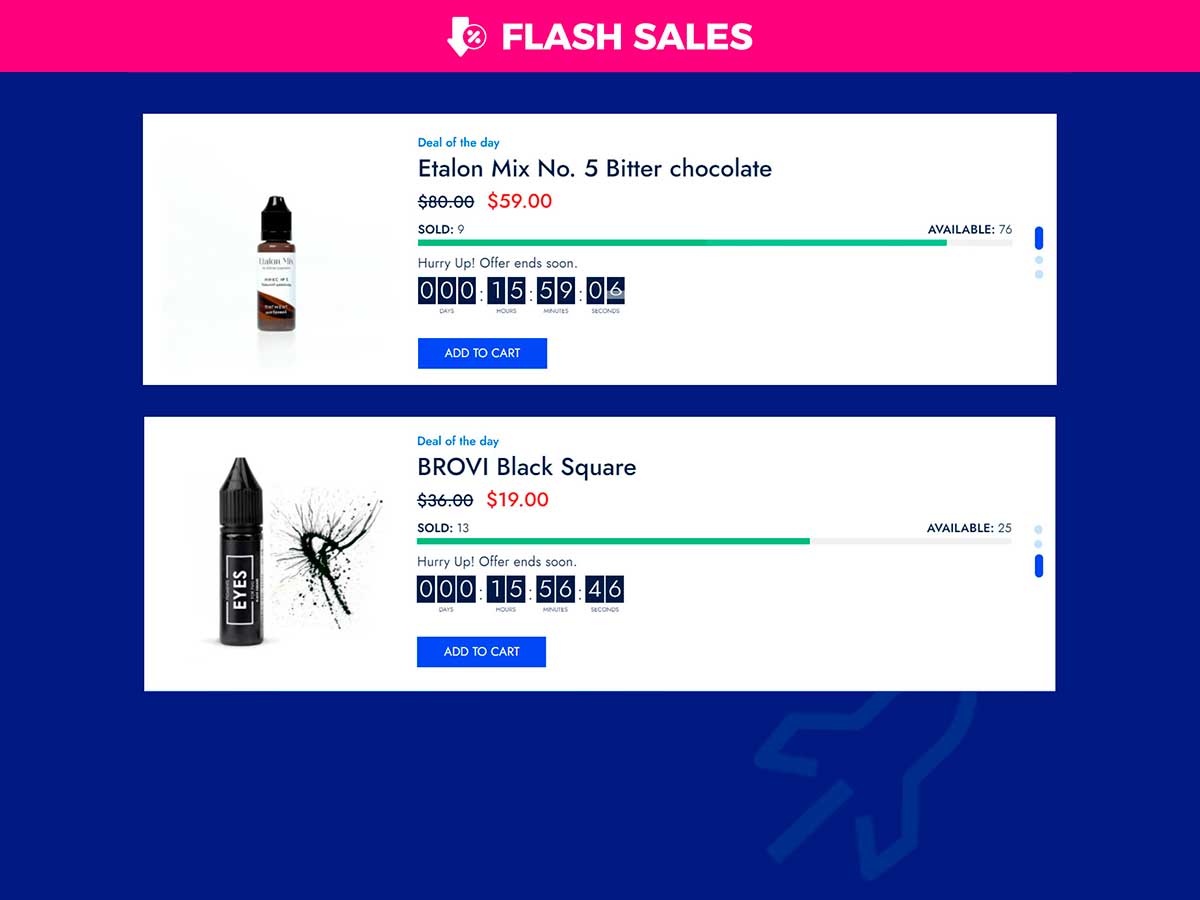 FLASH SALES
Deal of the day
Etalon Mix No. 5 Bitter chocolate
$80.00 $59.00
SOLD: 9 AVAILABLE: 76
Hurry Up! Offer ends soon.
000 : 15 : 59 : 06
DAYS HOURS MINUTES SECONDS
ADD TO CART
Etalon Mix
Deal of the day
BROVI Black Square
$36.00 $19.00
SOLD: 13 AVAILABLE: 25
Hurry Up! Offer ends soon.
000 : 15 : 56 : 46
DAYS HOURS MINUTES SECONDS
ADD TO CART
EYES